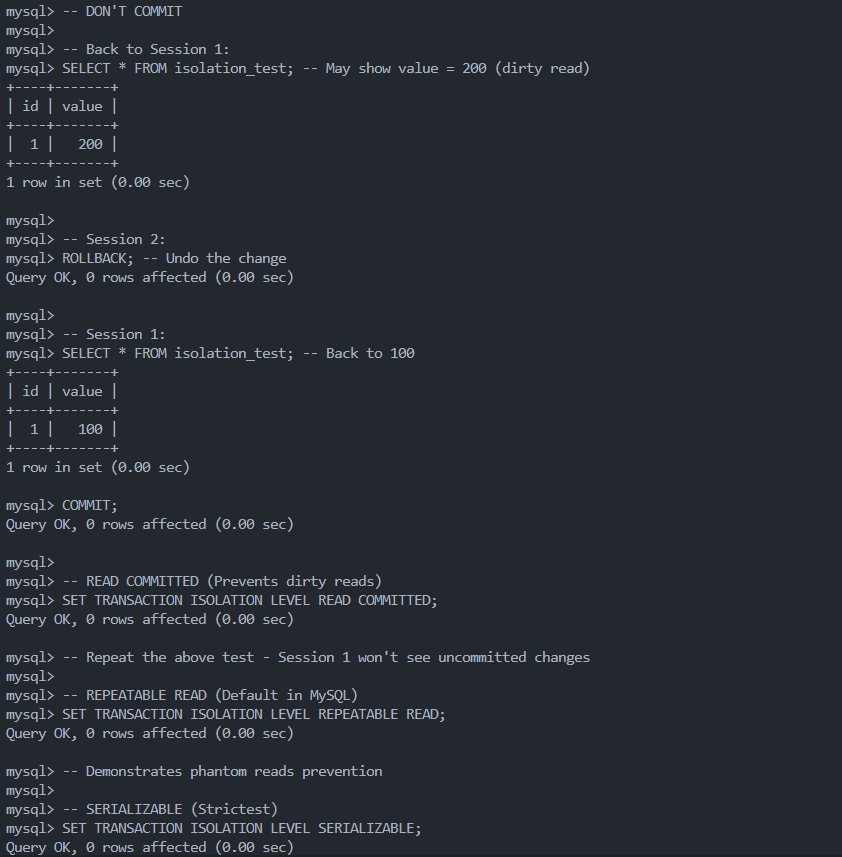 mysql> -- DON'T COMMIT
mysql>
mysql> -- Back to Session 1:
mysql> SELECT * FROM isolation_test; -- May show value = 200 (dirty read)
+----+-------+
| id | value |
+----+-------+
|  1 |   200 |
+----+-------+
1 row in set (0.00 sec)

mysql>
mysql> -- Session 2:
mysql> ROLLBACK; -- Undo the change
Query OK, 0 rows affected (0.00 sec)

mysql>
mysql> -- Session 1:
mysql> SELECT * FROM isolation_test; -- Back to 100
+----+-------+
| id | value |
+----+-------+
|  1 |   100 |
+----+-------+
1 row in set (0.00 sec)

mysql> COMMIT;
Query OK, 0 rows affected (0.00 sec)

mysql>
mysql> -- READ COMMITTED (Prevents dirty reads)
mysql> SET TRANSACTION ISOLATION LEVEL READ COMMITTED;
Query OK, 0 rows affected (0.00 sec)

mysql> -- Repeat the above test - Session 1 won't see uncommitted changes
mysql>
mysql> -- REPEATABLE READ (Default in MySQL)
mysql> SET TRANSACTION ISOLATION LEVEL REPEATABLE READ;
Query OK, 0 rows affected (0.00 sec)

mysql> -- Demonstrates phantom reads prevention
mysql>
mysql> -- SERIALIZABLE (Strictest)
mysql> SET TRANSACTION ISOLATION LEVEL SERIALIZABLE;
Query OK, 0 rows affected (0.00 sec)